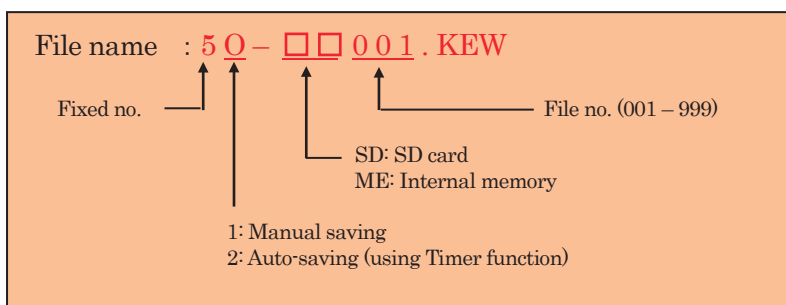 File name : 5 O – □□ 0 0 1 . KEW
Fixed no.
File no. (001 – 999)
SD: SD card
ME: Internal memory
1: Manual saving
2: Auto-saving (using Timer function)